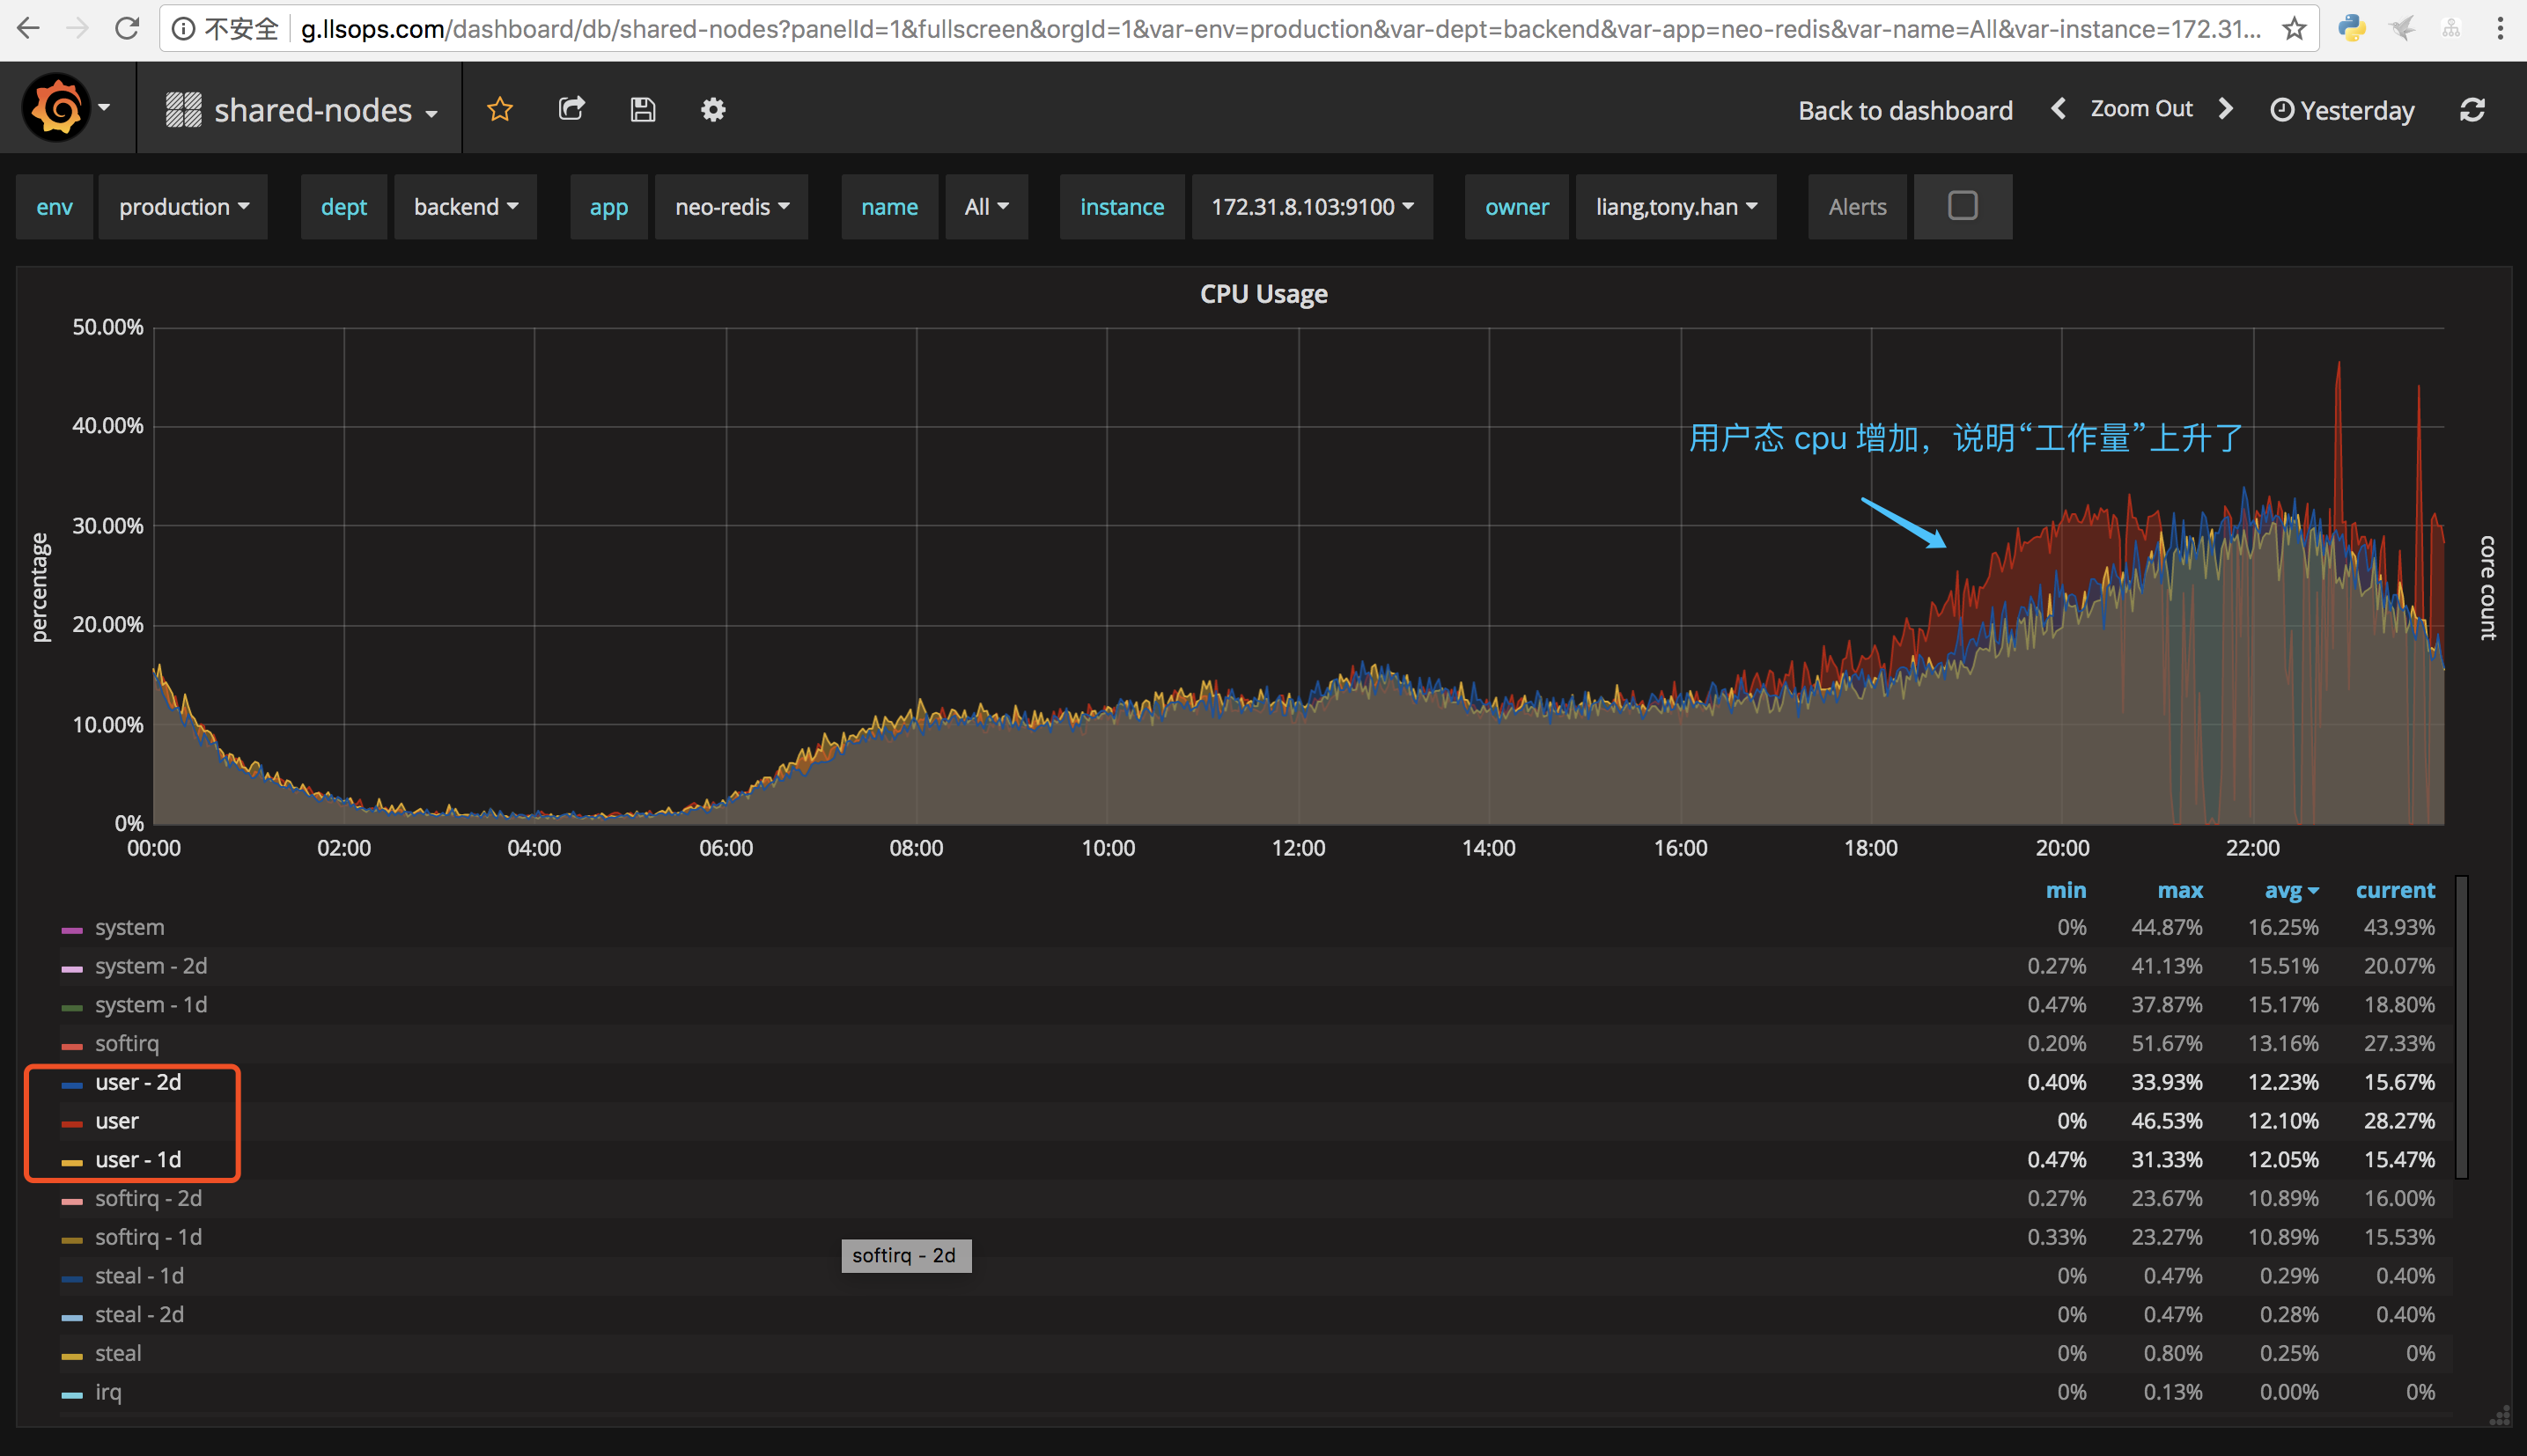 不安全 g.llsops.com/dashboard/db/shared-nodes?panelId=1&fullscreen&orgId=1&var-env=production&var-dept=backend&var-app=neo-redis&var-name=All&var-instance=172.31...
shared-nodes Back to dashboard Zoom Out Yesterday
env production dept backend app neo-redis name All instance 172.31.8.103:9100 owner liang,tony.han Alerts
CPU Usage
50.00%
40.00%
30.00%
20.00%
10.00%
0%
percentage
core count
用户态 cpu 增加，说明“工作量”上升了
00:00 02:00 04:00 06:00 08:00 10:00 12:00 14:00 16:00 18:00 20:00 22:00
min max avg current
system 0% 44.87% 16.25% 43.93%
system - 2d 0.27% 41.13% 15.51% 20.07%
system - 1d 0.47% 37.87% 15.17% 18.80%
softirq 0.20% 51.67% 13.16% 27.33%
user - 2d 0.40% 33.93% 12.23% 15.67%
user 0% 46.53% 12.10% 28.27%
user - 1d 0.47% 31.33% 12.05% 15.47%
softirq - 2d 0.27% 23.67% 10.89% 16.00%
softirq - 1d 0.33% 23.27% 10.89% 15.53%
softirq - 2d
steal - 1d 0% 0.47% 0.29% 0.40%
steal - 2d 0% 0.47% 0.28% 0.40%
steal 0% 0.80% 0.25% 0%
irq 0% 0.13% 0.00% 0%